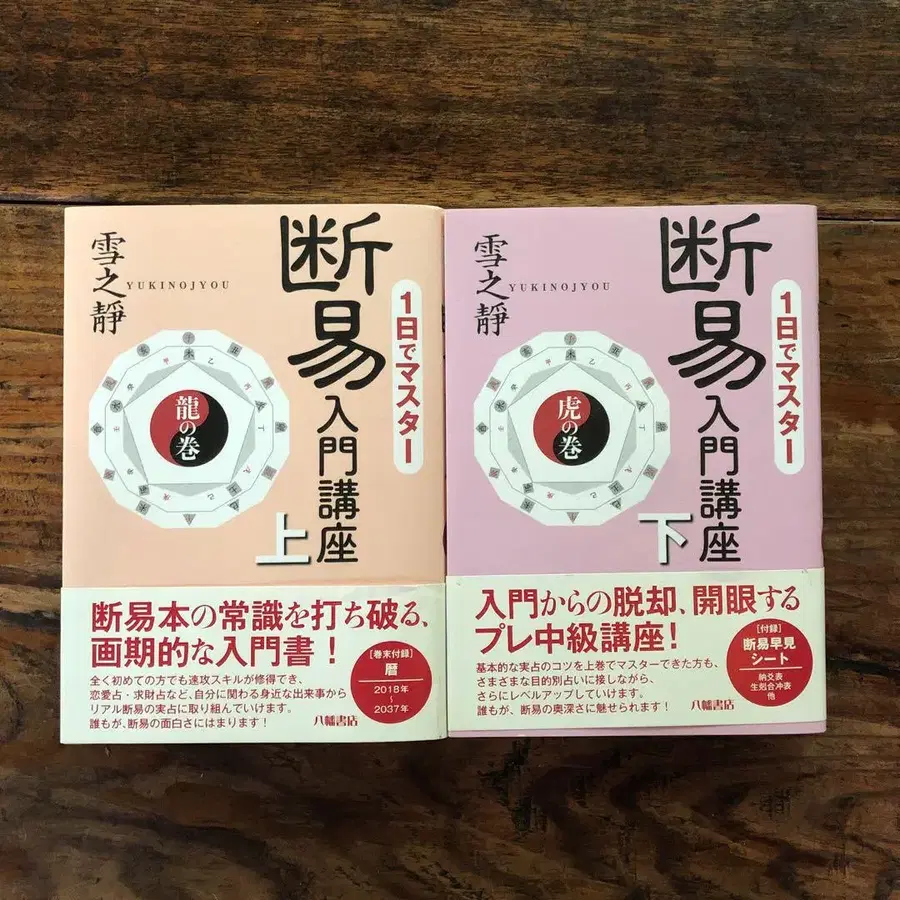 雪之靜
YUKINOJYOU
断易入門講座
上
1日でマスター
龍の巻
断易本の常識を打ち破る、
画期的な入門書！
全く初めての方でも速攻スキルが修得でき、
恋愛占・求財占など、自分に関わる身近な出来事から
リアル断易の実占に取り組んでいけます。
誰もが、断易の面白さにはまります！
[巻末付録]
暦
2018年
〜
2037年
八幡書店
雪之靜
YUKINOJYOU
断易入門講座
下
1日でマスター
虎の巻
入門からの脱却、開眼する
プレ中級講座！
基本的な実占のコツを上巻でマスターできた方も、
さまざまな目的別占いに接しながら、
さらにレベルアップしていけます。
誰もが、断易の奥深さに魅せられます！
[付録]
断易早見
シート
納爻表
生剋合冲表
他
八幡書店